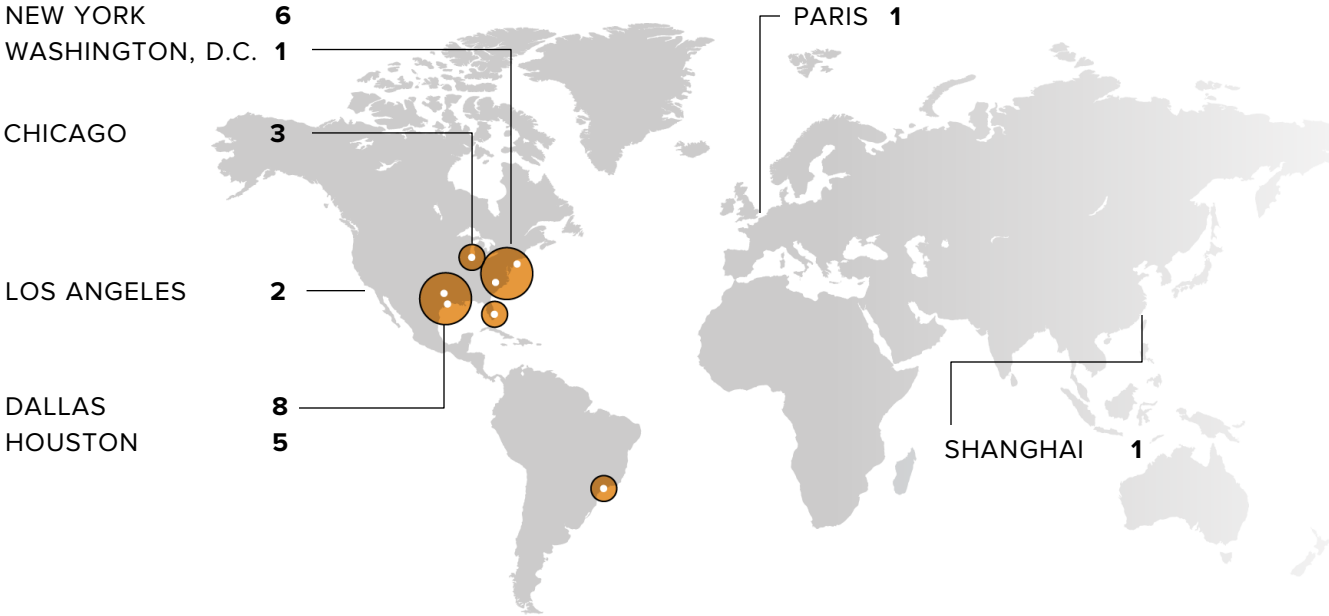 NEW YORK 6
WASHINGTON, D.C. 1
PARIS 1
CHICAGO 3
LOS ANGELES 2
DALLAS 8
HOUSTON 5
SHANGHAI 1